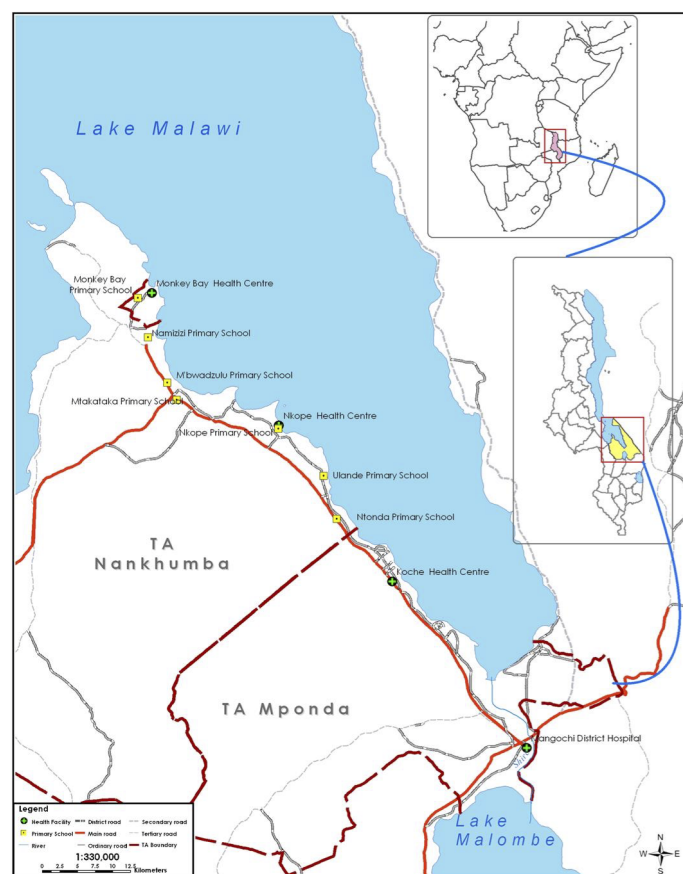 Lake Malawi
Monkey Bay
Primary School
Monkey Bay Health Centre
Namizizi Primary School
M'bwadzulu Primary School
Mtakataka Primary School
Nkope Health Centre
Nkope Primary School
Ulande Primary School
Ntonda Primary School
TA
Nankhumba
Koche Health Centre
TA Mponda
Mangochi District Hospital
Shire
Lake
Malombe
Legend
Health Facility
District road
Secondary road
Primary School
Main road
Tertiary road
River
Ordinary road
TA Boundary
1:330,000
0 2.5 5 7.5 10 12.5
Kilometers
N
W E
S